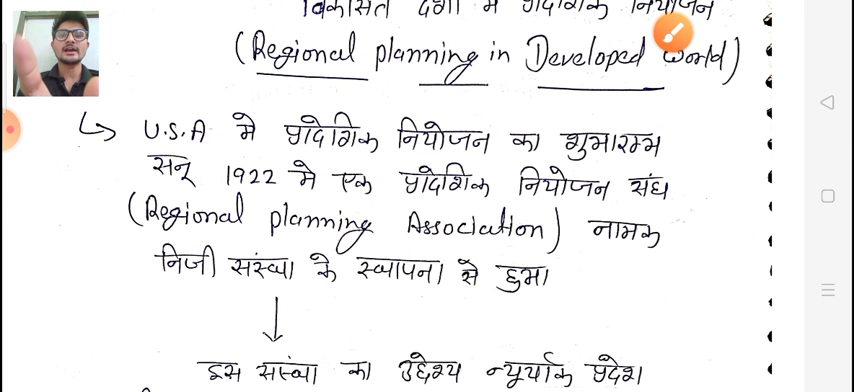 विकसित देशों में प्रादेशिक नियोजन
(Regional planning in Developed World)
↳ U.S.A मे प्रादेशिक नियोजन का शुभारम्भ
सन् 1922 मे एक प्रादेशिक नियोजन संघ
(Regional planning Association) नामक
निजी संस्था के स्थापना से हुआ
↓
इस संस्था का उद्देश्य न्यूयार्क प्रदेश